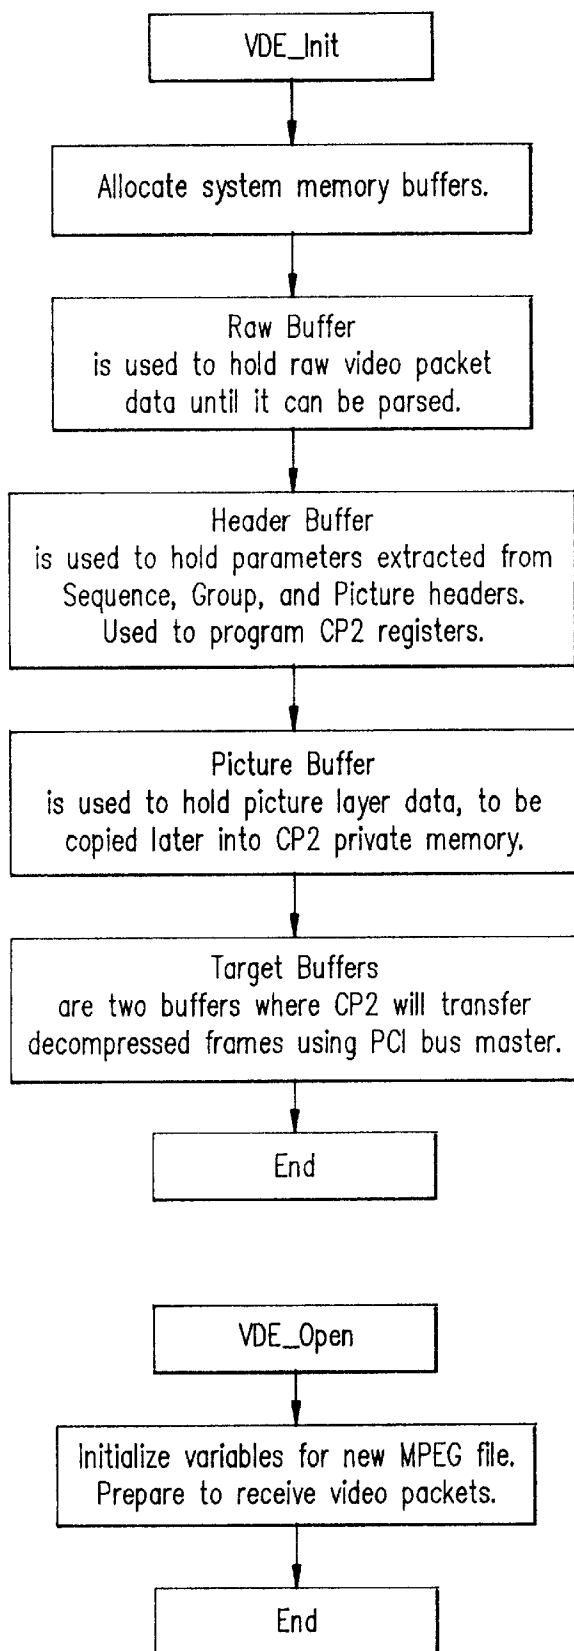 VDE_Init
Allocate system memory buffers.
Raw Buffer
is used to hold raw video packet
data until it can be parsed.
Header Buffer
is used to hold parameters extracted from
Sequence, Group, and Picture headers.
Used to program CP2 registers.
Picture Buffer
is used to hold picture layer data, to be
copied later into CP2 private memory.
Target Buffers
are two buffers where CP2 will transfer
decompressed frames using PCI bus master.
End
VDE_Open
Initialize variables for new MPEG file.
Prepare to receive video packets.
End